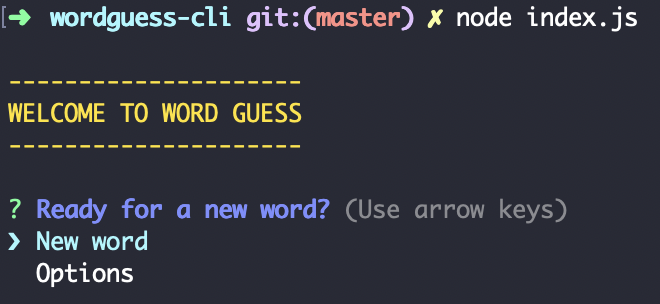 [➜ wordguess-cli git:(master) ✗ node index.js
---------------------
WELCOME TO WORD GUESS
---------------------
? Ready for a new word? (Use arrow keys)
❯ New word
Options